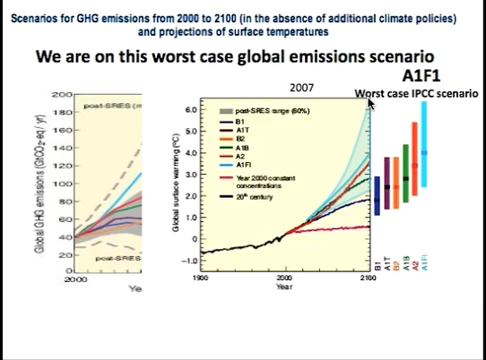 Scenarios for GHG emissions from 2000 to 2100 (in the absence of additional climate policies)
and projections of surface temperatures
We are on this worst case global emissions scenario
A1F1
Worst case IPCC scenario
2007
Global GHG emissions (GtCO2-eq / yr)
200
180
160
140
120
100
80
60
40
20
0
post-SRES (m
post-SRES
2000
Ye
Global surface warming (°C)
6.0
5.0
4.0
3.0
2.0
1.0
0
−1.0
post-SRES range (80%)
B1
A1T
B2
A1B
A2
A1FI
Year 2000 constant
concentrations
20th century
1900
2000
2100
Year
B1
A1T
B2
A1B
A2
A1FI